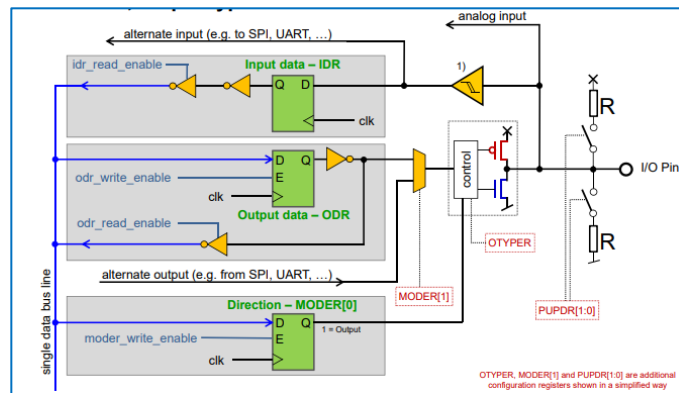 analog input
alternate input (e.g. to SPI, UART, …)
idr_read_enable
Input data – IDR
Q D
1)
clk
R
I/O Pin
D Q
odr_write_enable
E
clk
Output data – ODR
odr_read_enable
control
OTYPER
R
alternate output (e.g. from SPI, UART, …)
MODER[1]
PUPDR[1:0]
Direction – MODER[0]
D Q
1 = Output
moder_write_enable
E
clk
single data bus line
OTYPER, MODER[1] and PUPDR[1:0] are additional
configuration registers shown in a simplified way